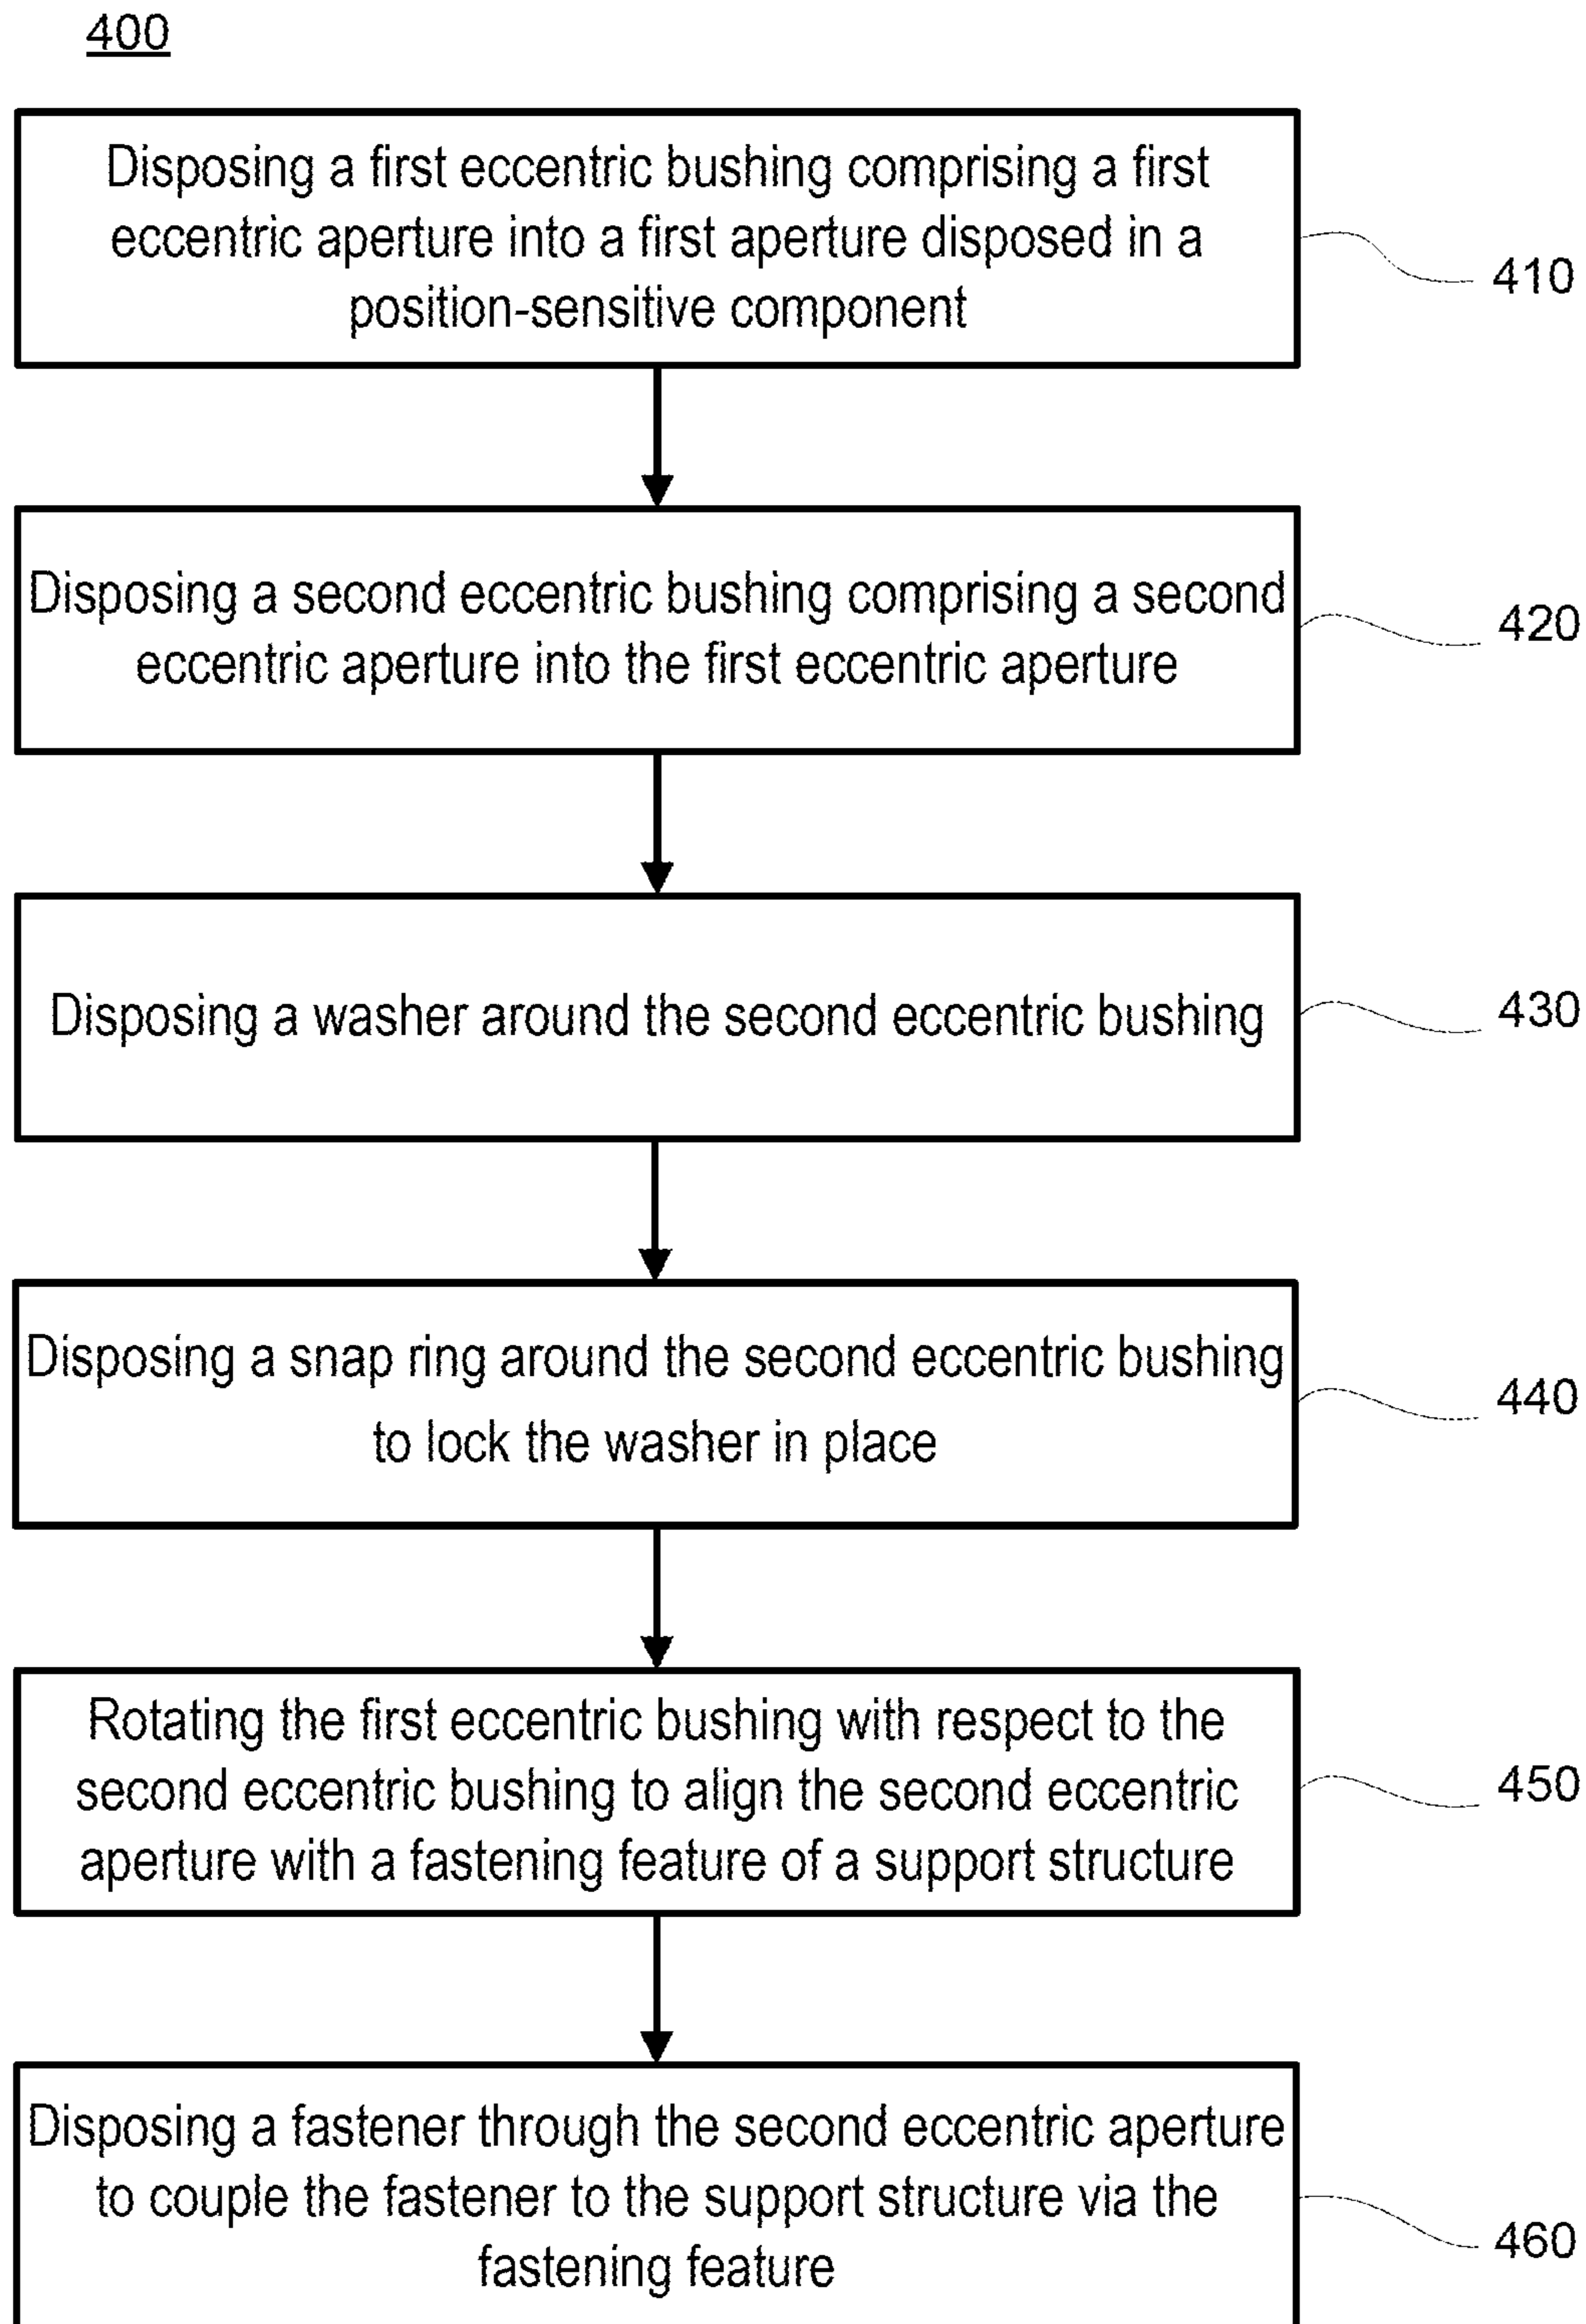 400
Disposing a first eccentric bushing comprising a first
eccentric aperture into a first aperture disposed in a
position-sensitive component
410
Disposing a second eccentric bushing comprising a second
eccentric aperture into the first eccentric aperture
420
Disposing a washer around the second eccentric bushing
430
Disposing a snap ring around the second eccentric bushing
to lock the washer in place
440
Rotating the first eccentric bushing with respect to the
second eccentric bushing to align the second eccentric
aperture with a fastening feature of a support structure
450
Disposing a fastener through the second eccentric aperture
to couple the fastener to the support structure via the
fastening feature
460